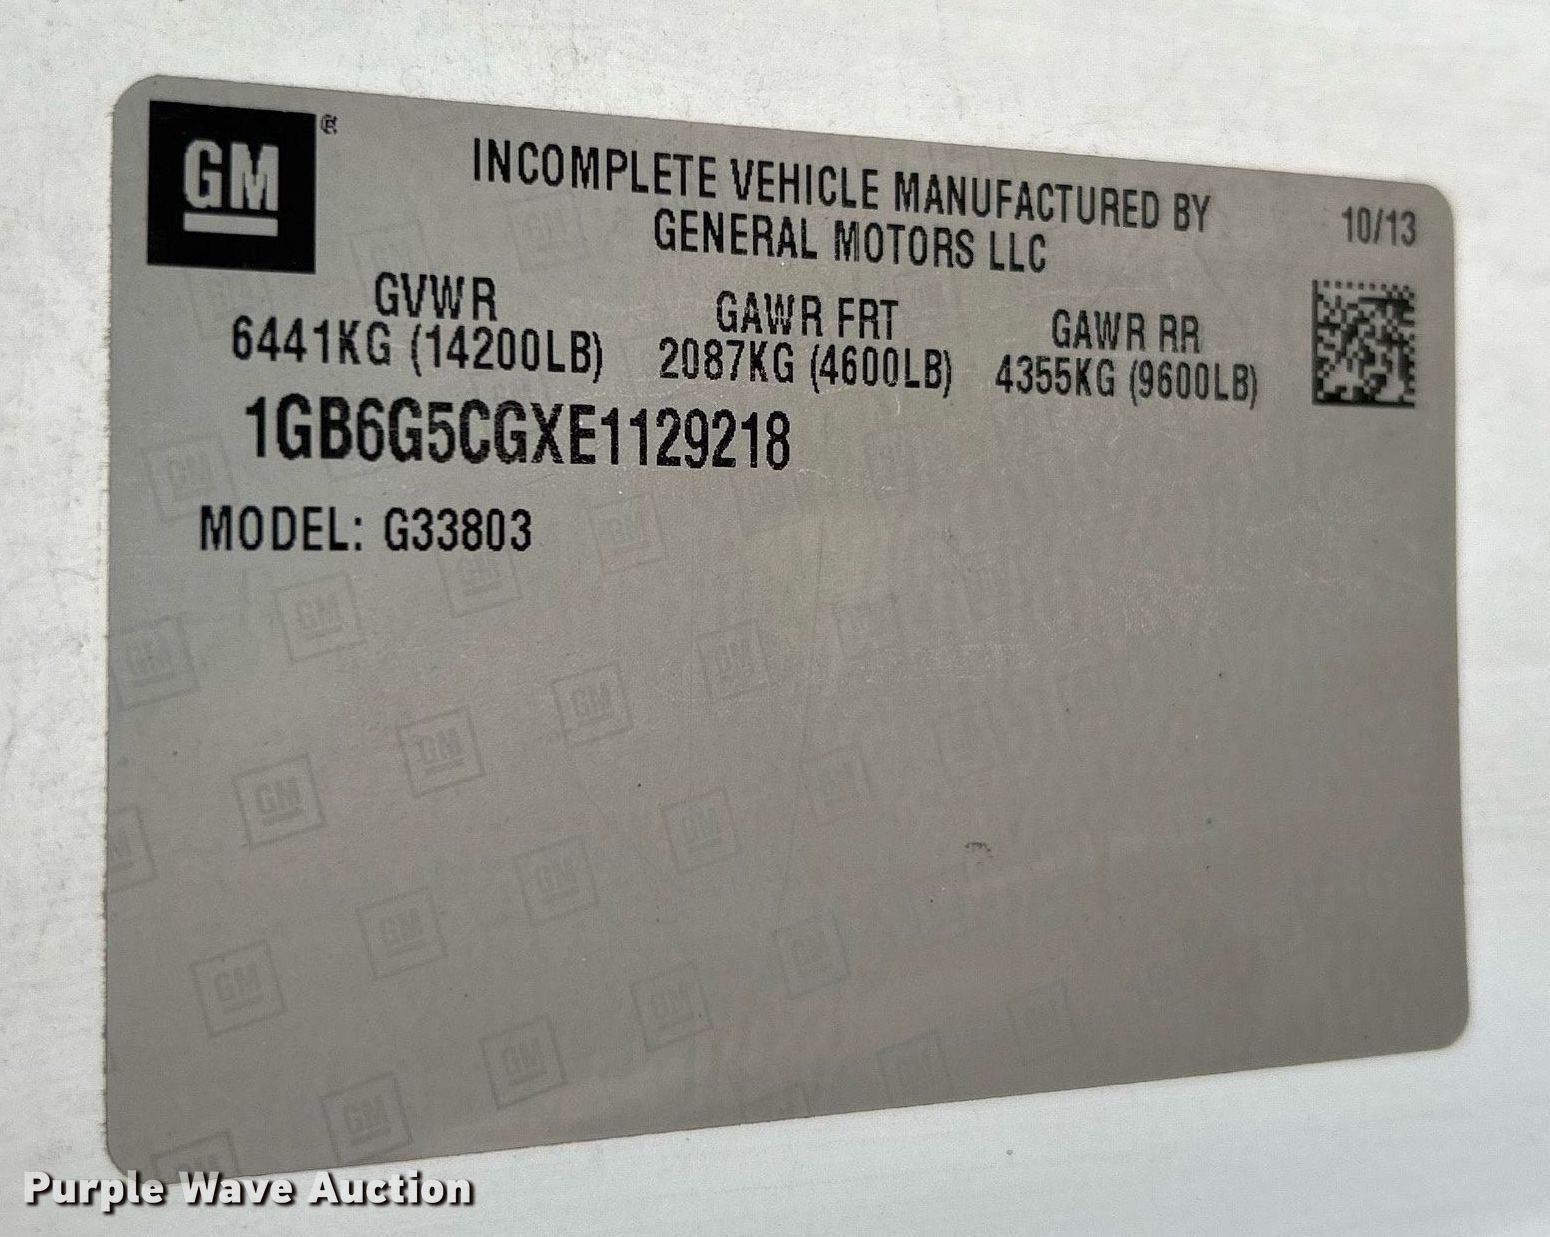 GM®
INCOMPLETE VEHICLE MANUFACTURED BY
GENERAL MOTORS LLC
10/13
GVWR
6441KG (14200LB)
GAWR FRT
2087KG (4600LB)
GAWR RR
4355KG (9600LB)
1GB6G5CGXE1129218
MODEL: G33803
Purple Wave Auction